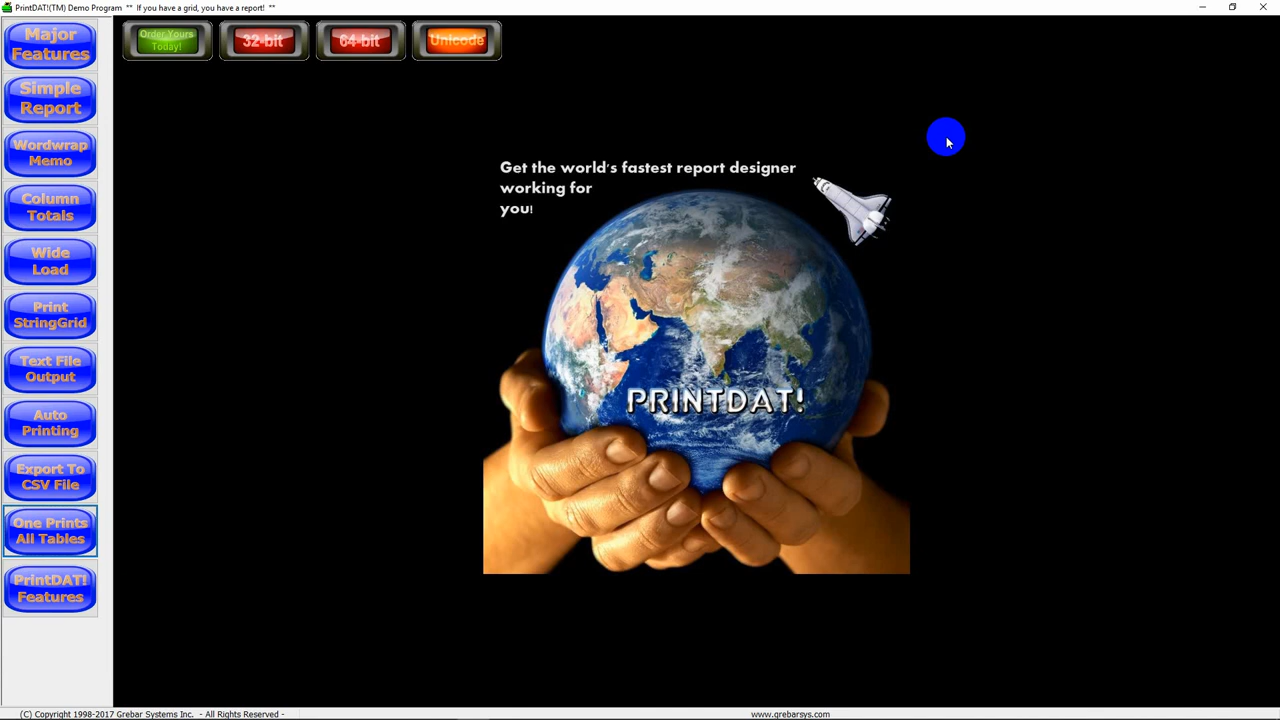 PrintDAT!(TM) Demo Program ** If you have a grid, you have a report! **
Order Yours
Today!
32-bit
64-bit
Unicode
Major
Features
Simple
Report
Wordwrap
Memo
Column
Totals
Wide
Load
Print
StringGrid
Text File
Output
Auto
Printing
Export To
CSV File
One Prints
All Tables
PrintDAT!
Features
Get the world's fastest report designer
working for
you!
PRINTDAT!
(C) Copyright 1998-2017 Grebar Systems Inc. - All Rights Reserved -
www.grebarsys.com